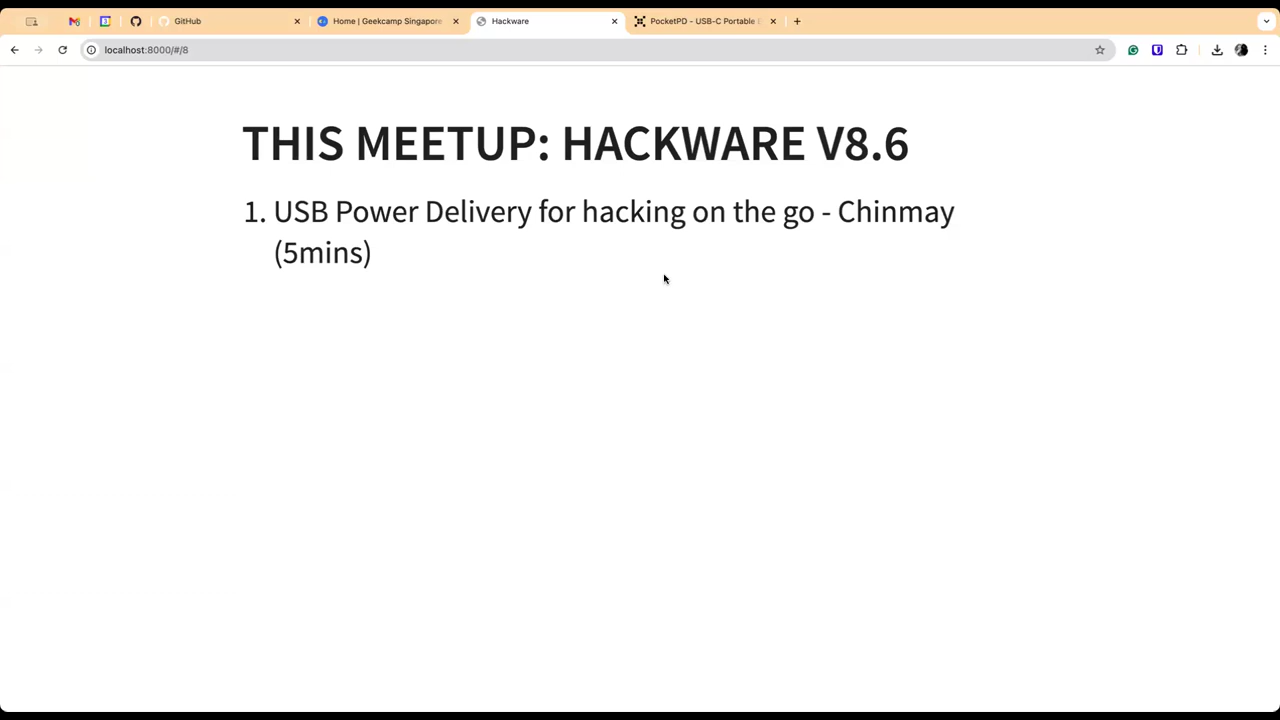 GitHub
Home | Geekcamp Singapore
Hackware
PocketPD - USB-C Portable
localhost:8000/#/8
THIS MEETUP: HACKWARE V8.6
1. USB Power Delivery for hacking on the go - Chinmay
(5mins)